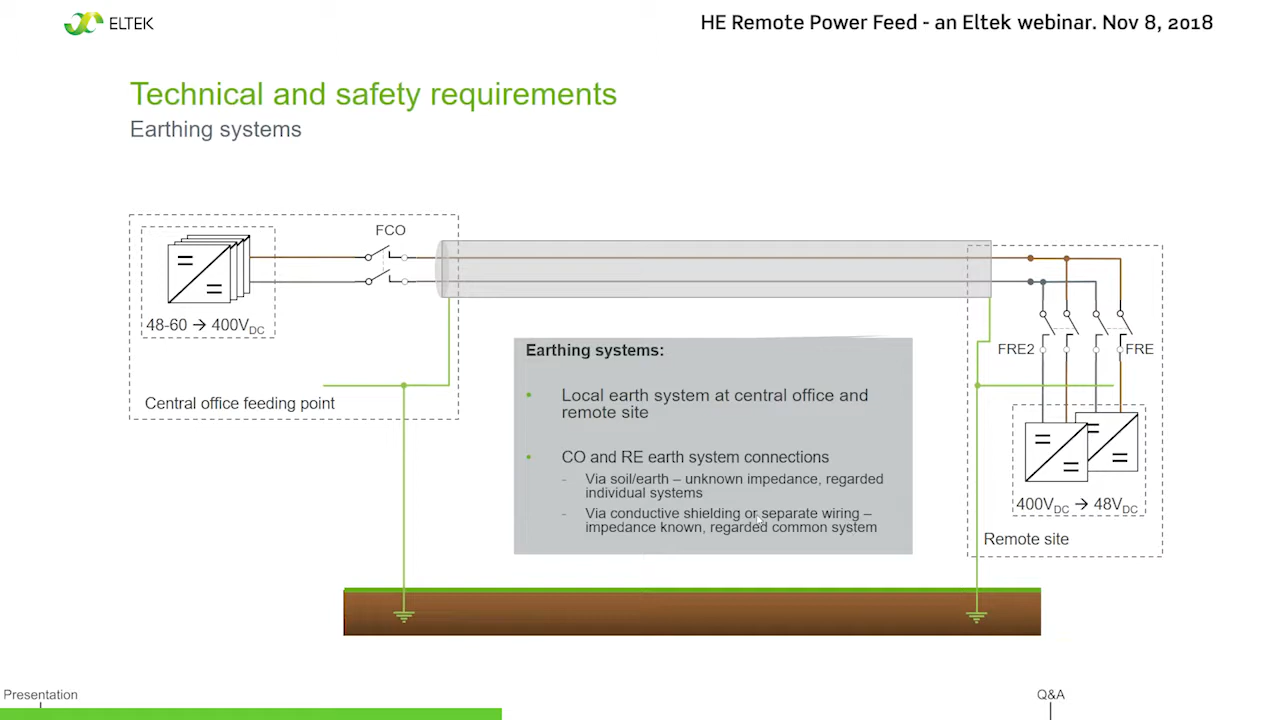 ELTEK
HE Remote Power Feed - an Eltek webinar. Nov 8, 2018
Technical and safety requirements
Earthing systems
FCO
48-60 → 400VDC
Central office feeding point
Earthing systems:
• Local earth system at central office and
remote site
• CO and RE earth system connections
- Via soil/earth – unknown impedance, regarded
individual systems
- Via conductive shielding or separate wiring –
impedance known, regarded common system
FRE2
FRE
400VDC → 48VDC
Remote site
Presentation
Q&A